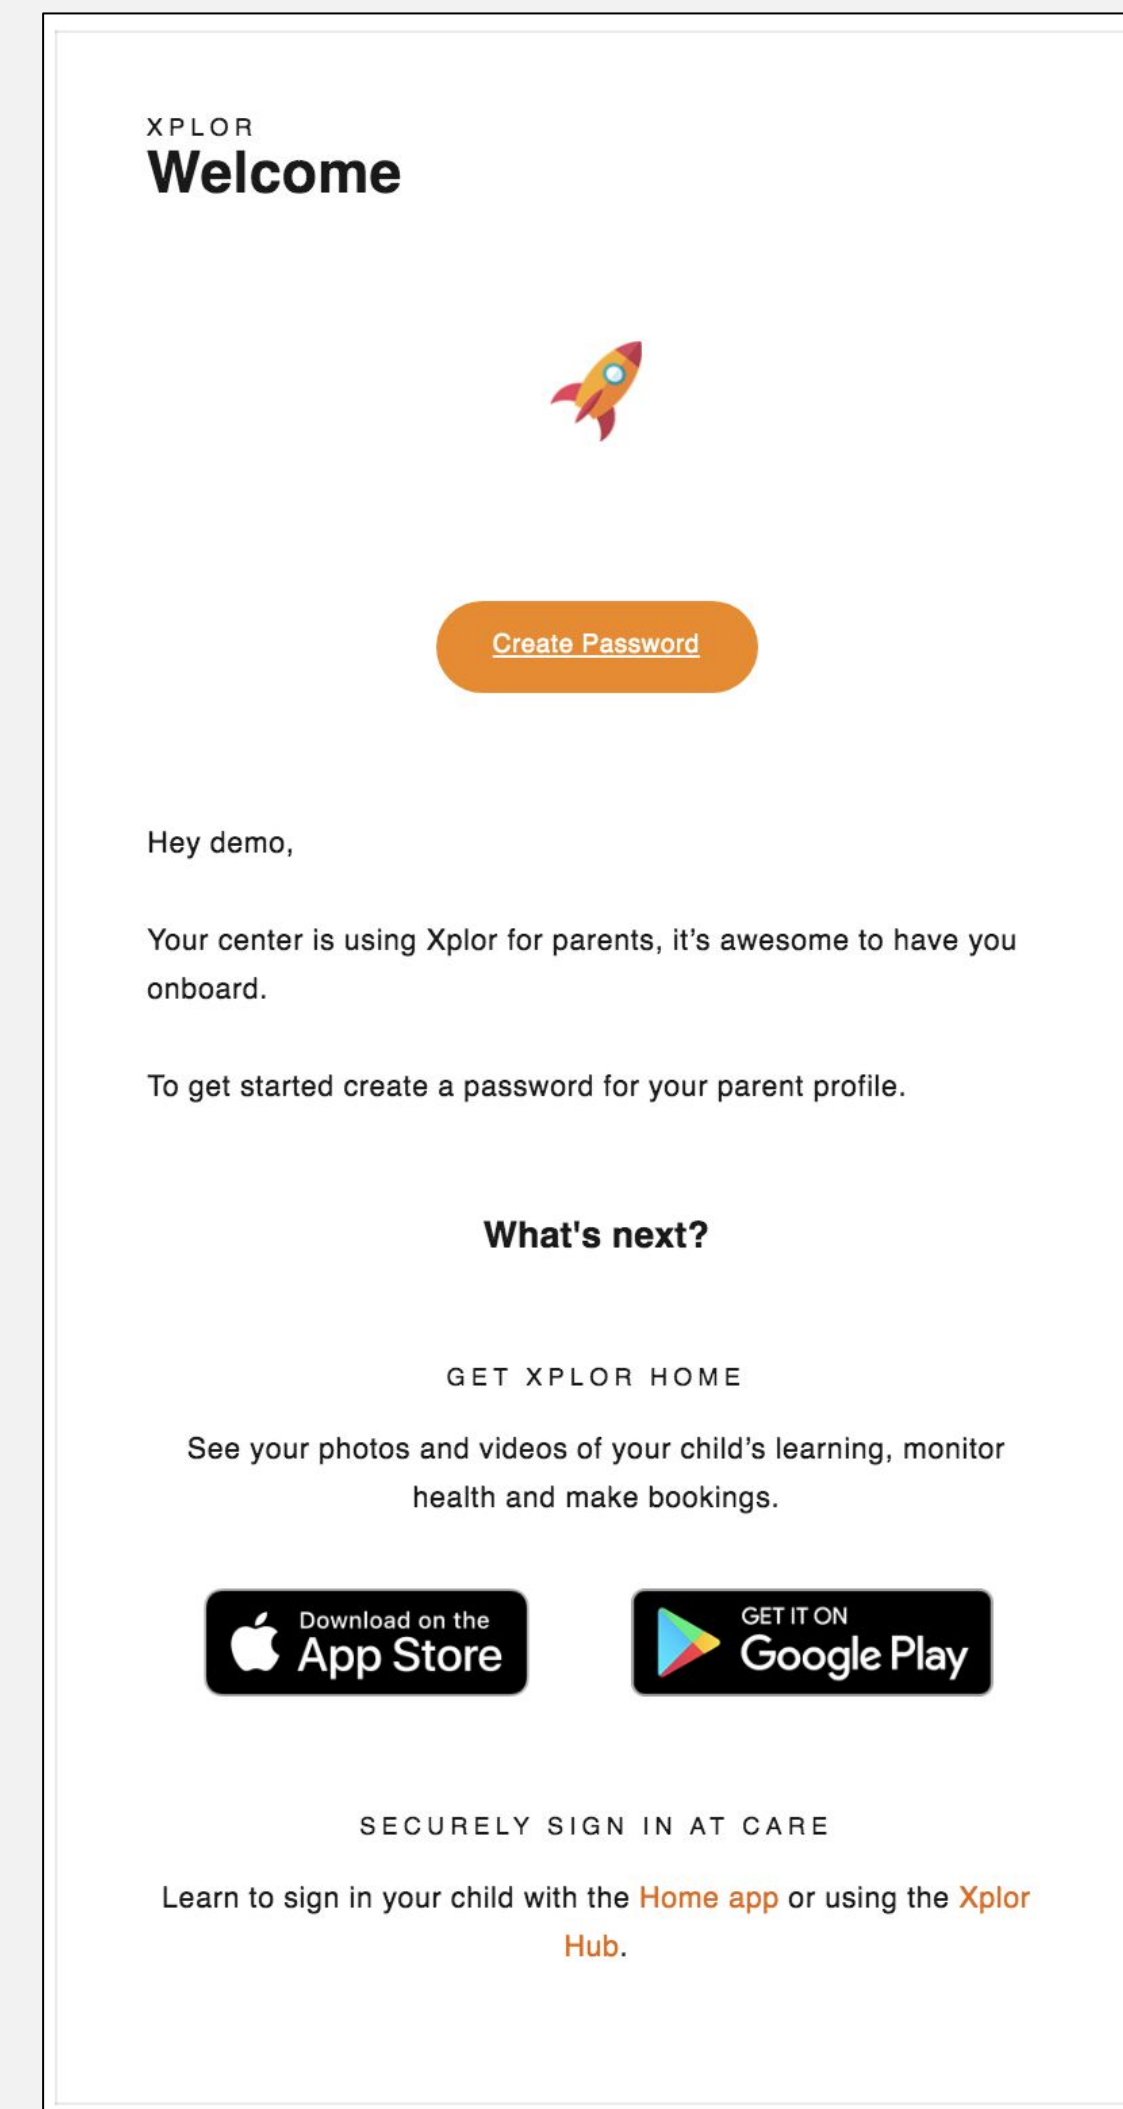 XPLOR
Welcome
Create Password
Hey demo,
Your center is using Xplor for parents, it’s awesome to have you
onboard.
To get started create a password for your parent profile.
What's next?
GET XPLOR HOME
See your photos and videos of your child’s learning, monitor
health and make bookings.
Download on the
App Store
GET IT ON
Google Play
SECURELY SIGN IN AT CARE
Learn to sign in your child with the Home app or using the Xplor
Hub.